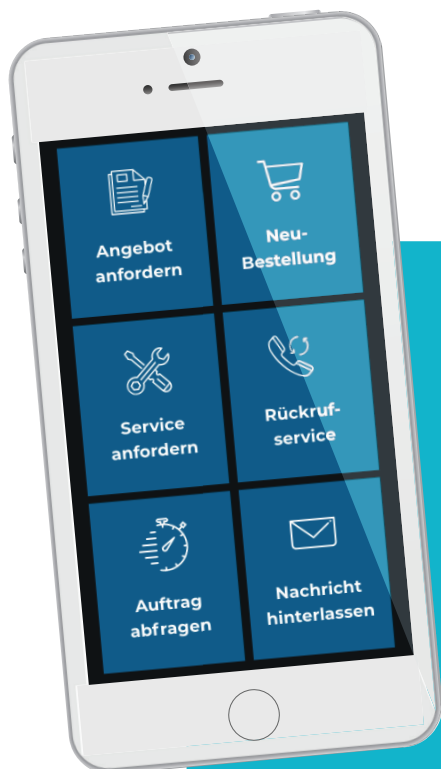 Angebot
anfordern
Neu-
Bestellung
Service
anfordern
Rückruf-
service
Auftrag
abfragen
Nachricht
hinterlassen